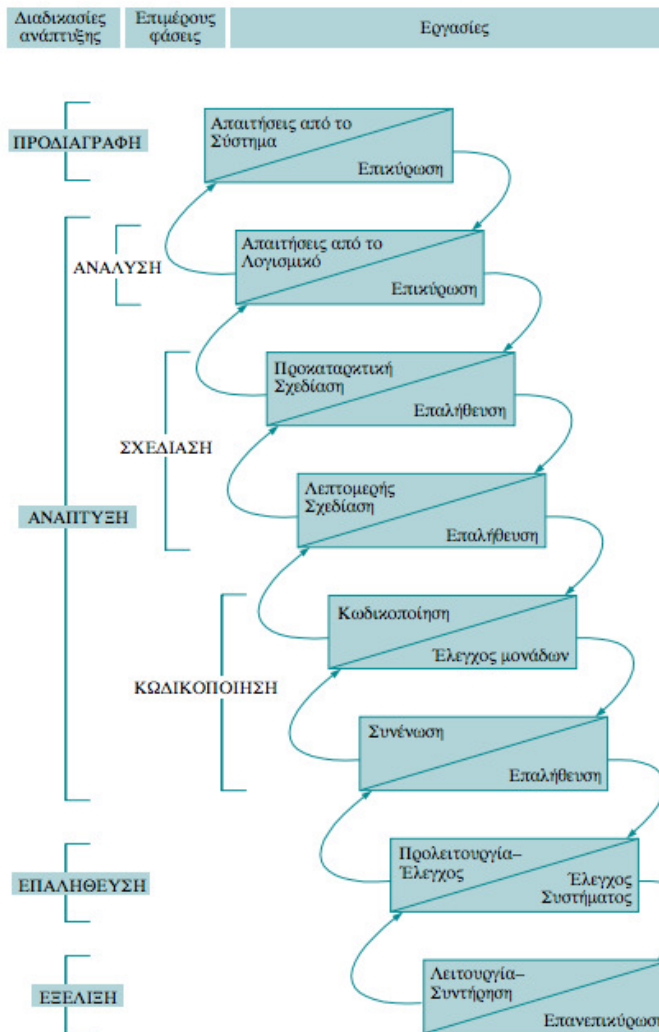 Διαδικασίες
ανάπτυξης
Επιμέρους
φάσεις
Εργασίες
ΠΡΟΔΙΑΓΡΑΦΗ
Απαιτήσεις από το
Σύστημα
Επικύρωση
ΑΝΑΛΥΣΗ
Απαιτήσεις από το
Λογισμικό
Επικύρωση
ΣΧΕΔΙΑΣΗ
Προκαταρκτική
Σχεδίαση
Επαλήθευση
ΑΝΑΠΤΥΞΗ
Λεπτομερής
Σχεδίαση
Επαλήθευση
ΚΩΔΙΚΟΠΟΙΗΣΗ
Κωδικοποίηση
Έλεγχος μονάδων
Συνένωση
Επαλήθευση
ΕΠΑΛΗΘΕΥΣΗ
Προλειτουργία–
Έλεγχος
Έλεγχος
Συστήματος
ΕΞΕΛΙΞΗ
Λειτουργία–
Συντήρηση
Επανεπικύρωση